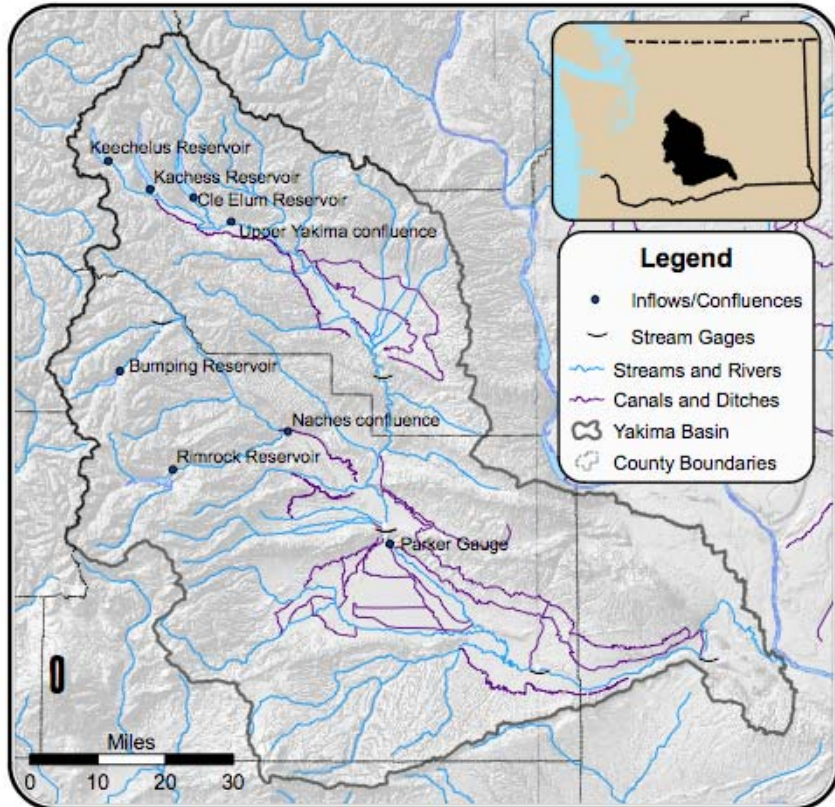 Keechelus Reservoir
Kachess Reservoir
Cle Elum Reservoir
Upper Yakima confluence
Bumping Reservoir
Naches confluence
Rimrock Reservoir
Parker Gauge
Legend
Inflows/Confluences
Stream Gages
Streams and Rivers
Canals and Ditches
Yakima Basin
County Boundaries
Miles
0 10 20 30